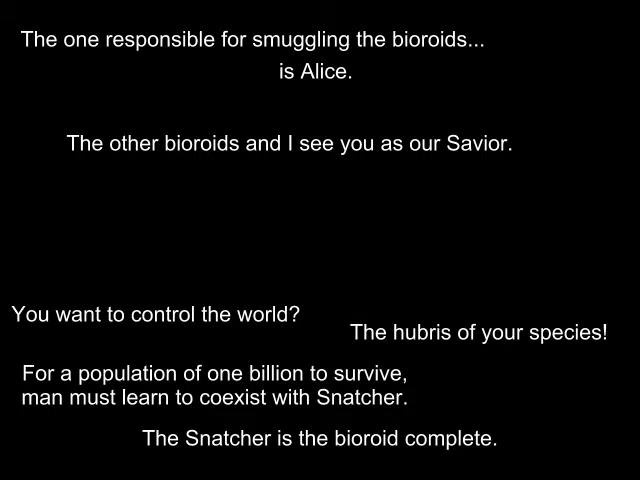 The one responsible for smuggling the bioroids...
is Alice.
The other bioroids and I see you as our Savior.
You want to control the world?
The hubris of your species!
For a population of one billion to survive,
man must learn to coexist with Snatcher.
The Snatcher is the bioroid complete.